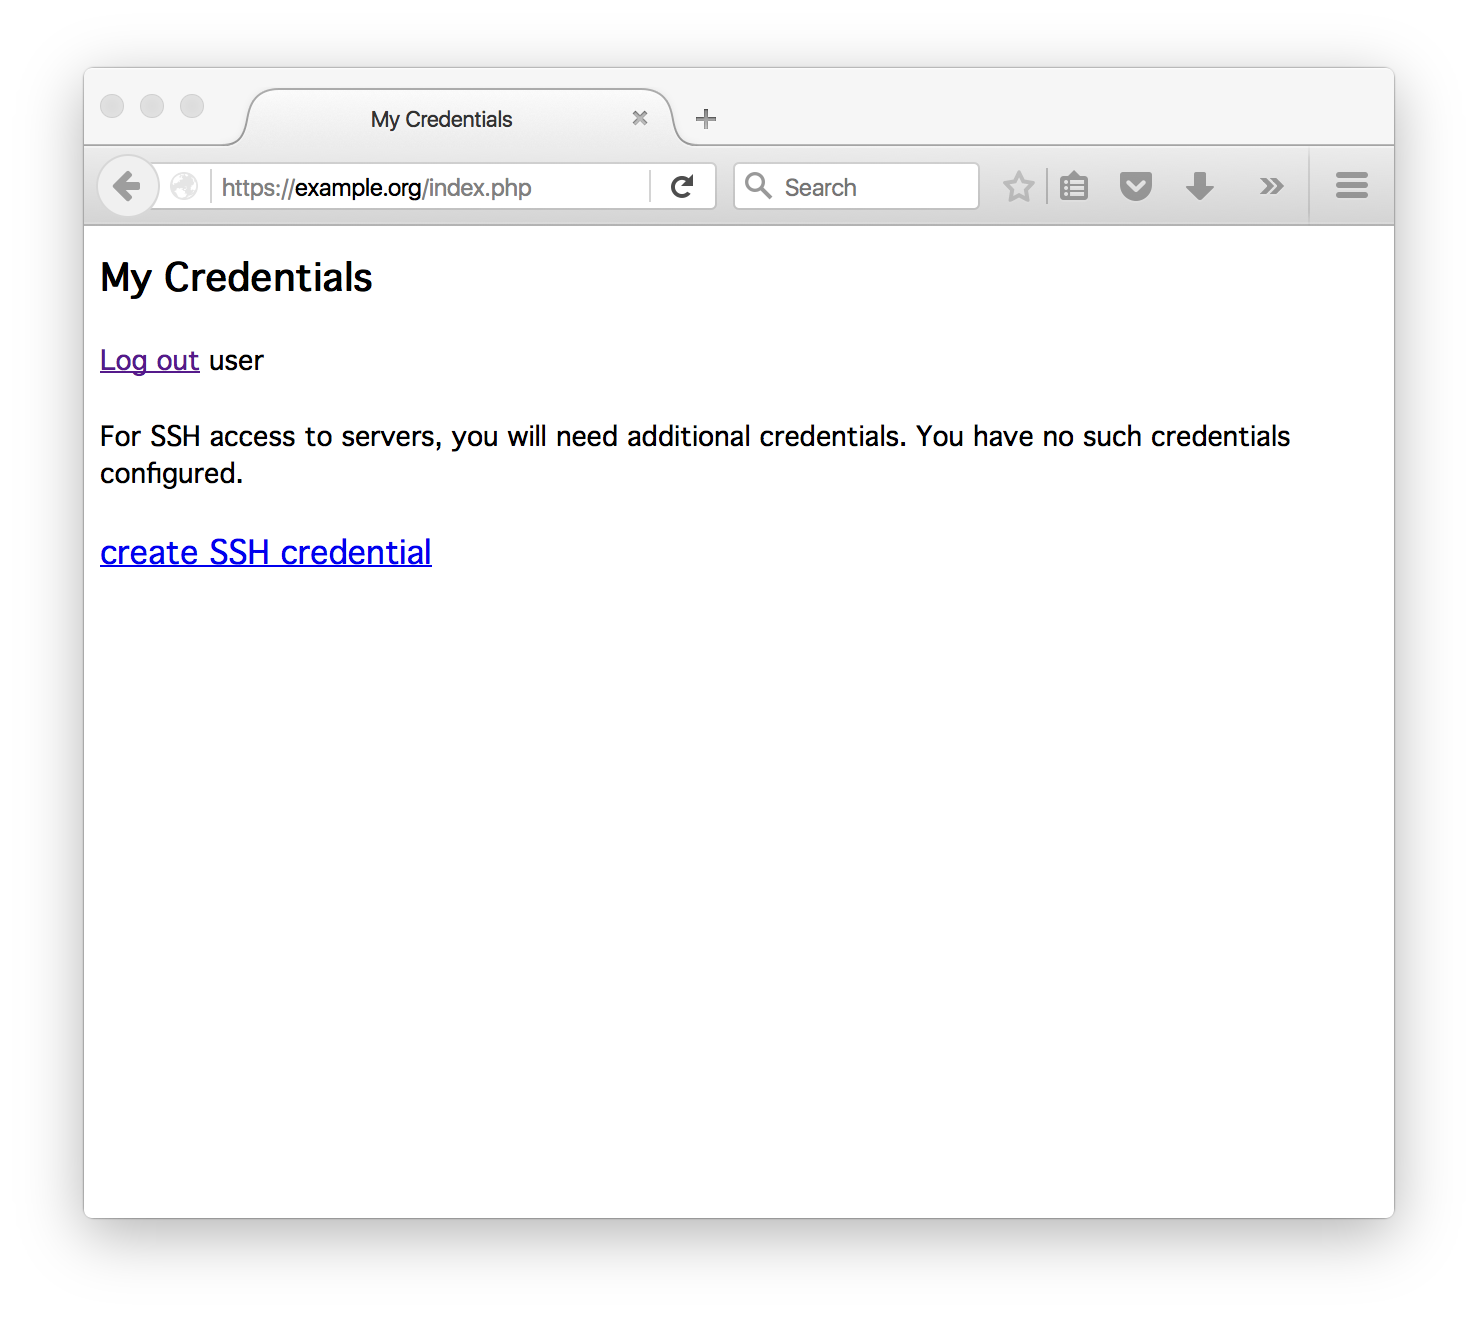 My Credentials
https://example.org/index.php
Search
My Credentials
Log out user
For SSH access to servers, you will need additional credentials. You have no such credentials
configured.
create SSH credential